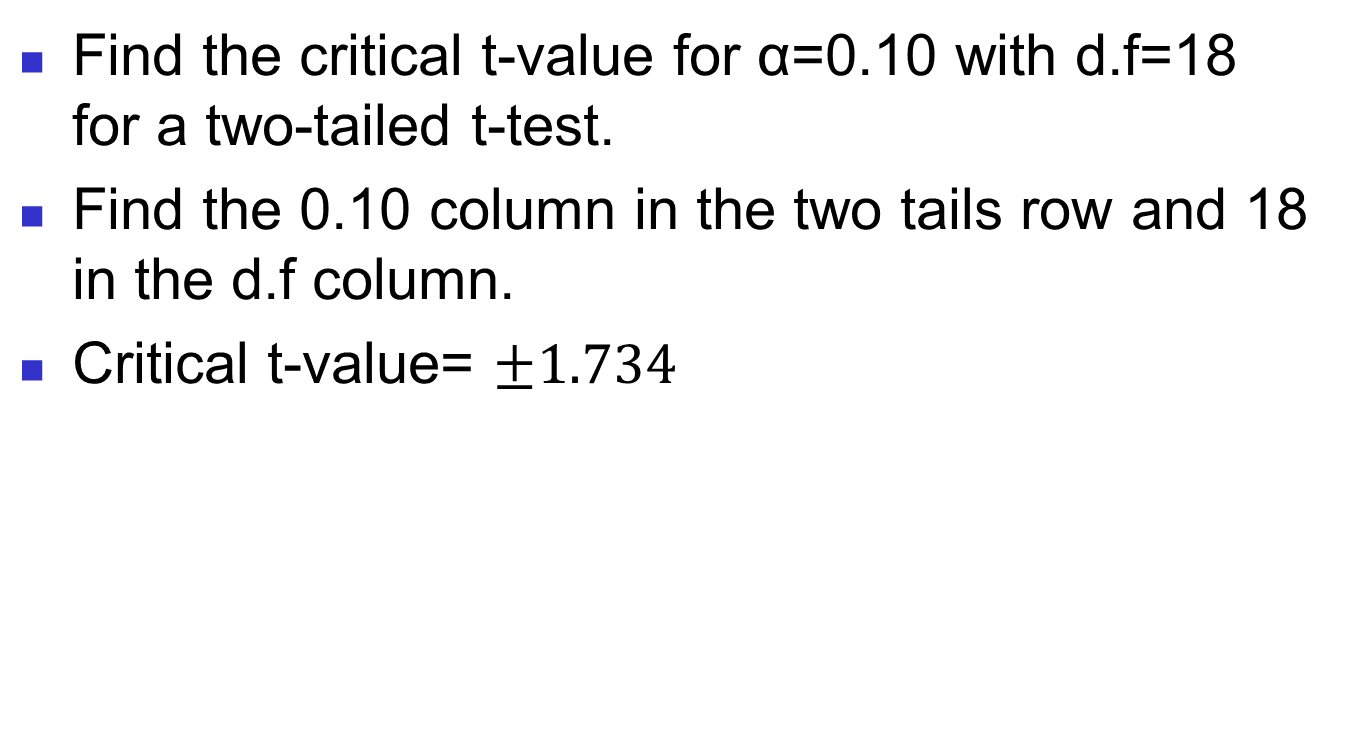 ▪ Find the critical t-value for α=0.10 with d.f=18
for a two-tailed t-test.
▪ Find the 0.10 column in the two tails row and 18
in the d.f column.
▪ Critical t-value= ±1.734